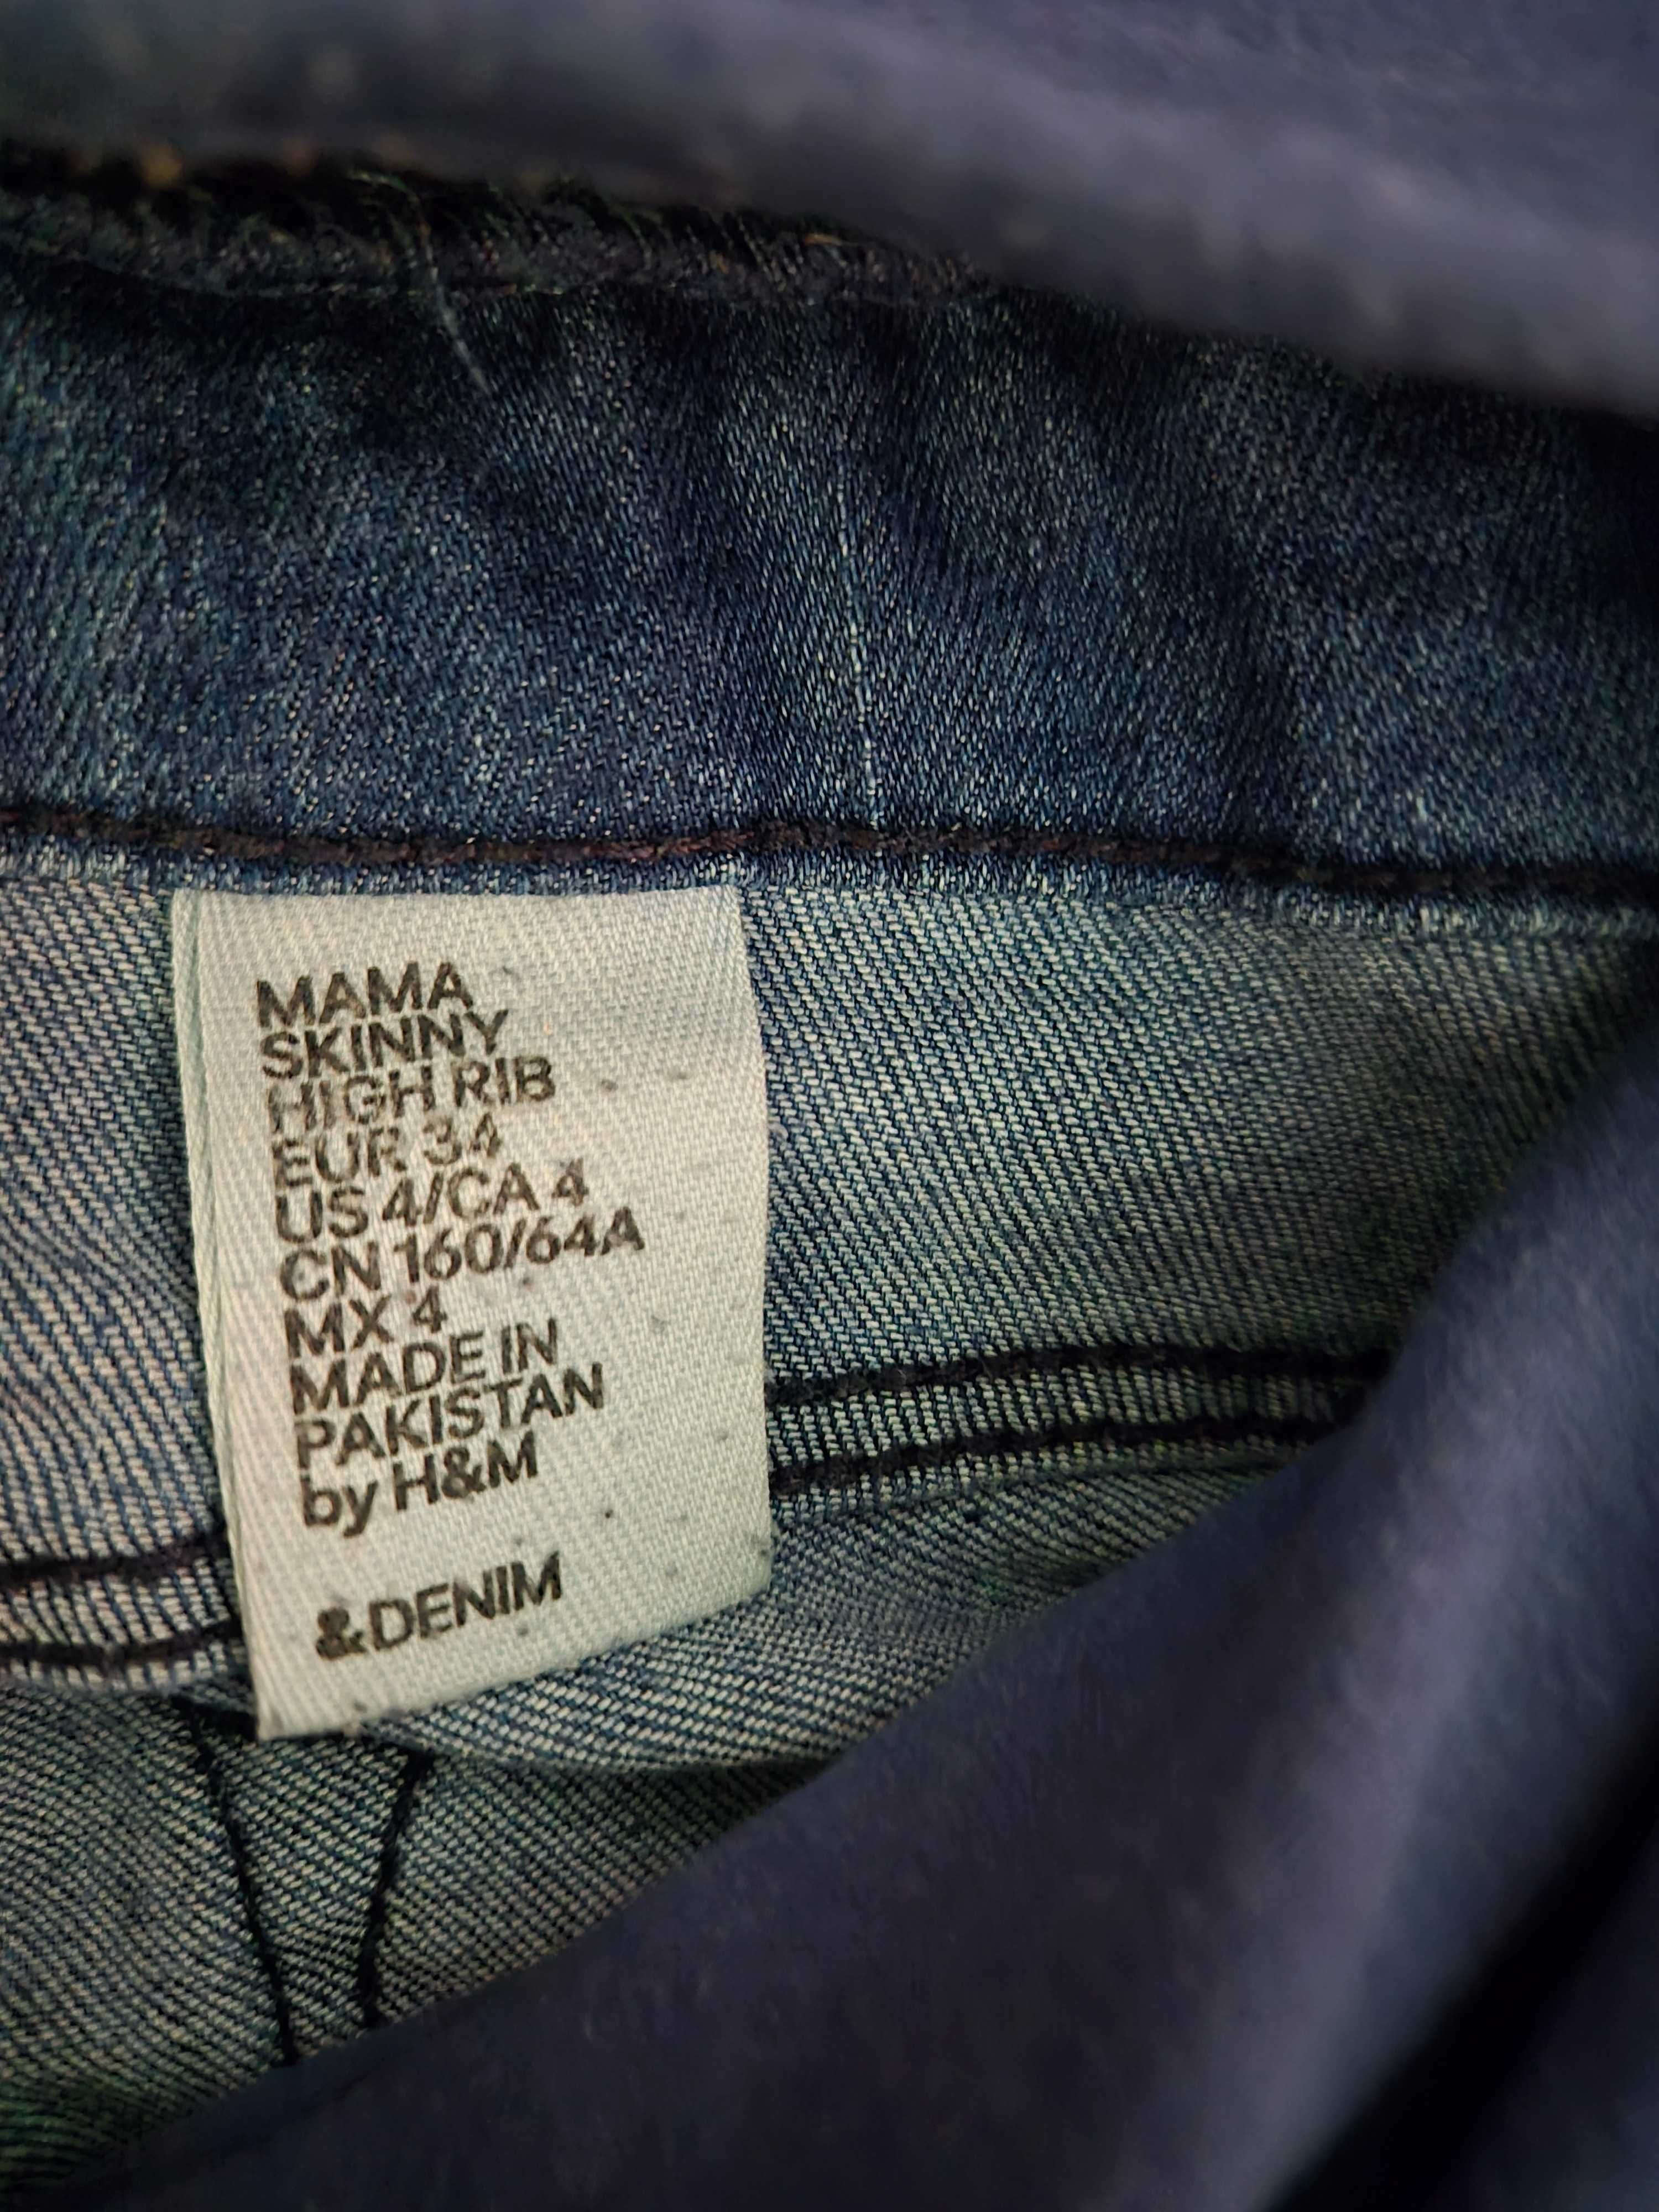 MAMA
SKINNY
HIGH RIB
EUR 34
US 4/CA 4
CN 160/64A
MX 4
MADE IN
PAKISTAN
by H&M
&DENIM